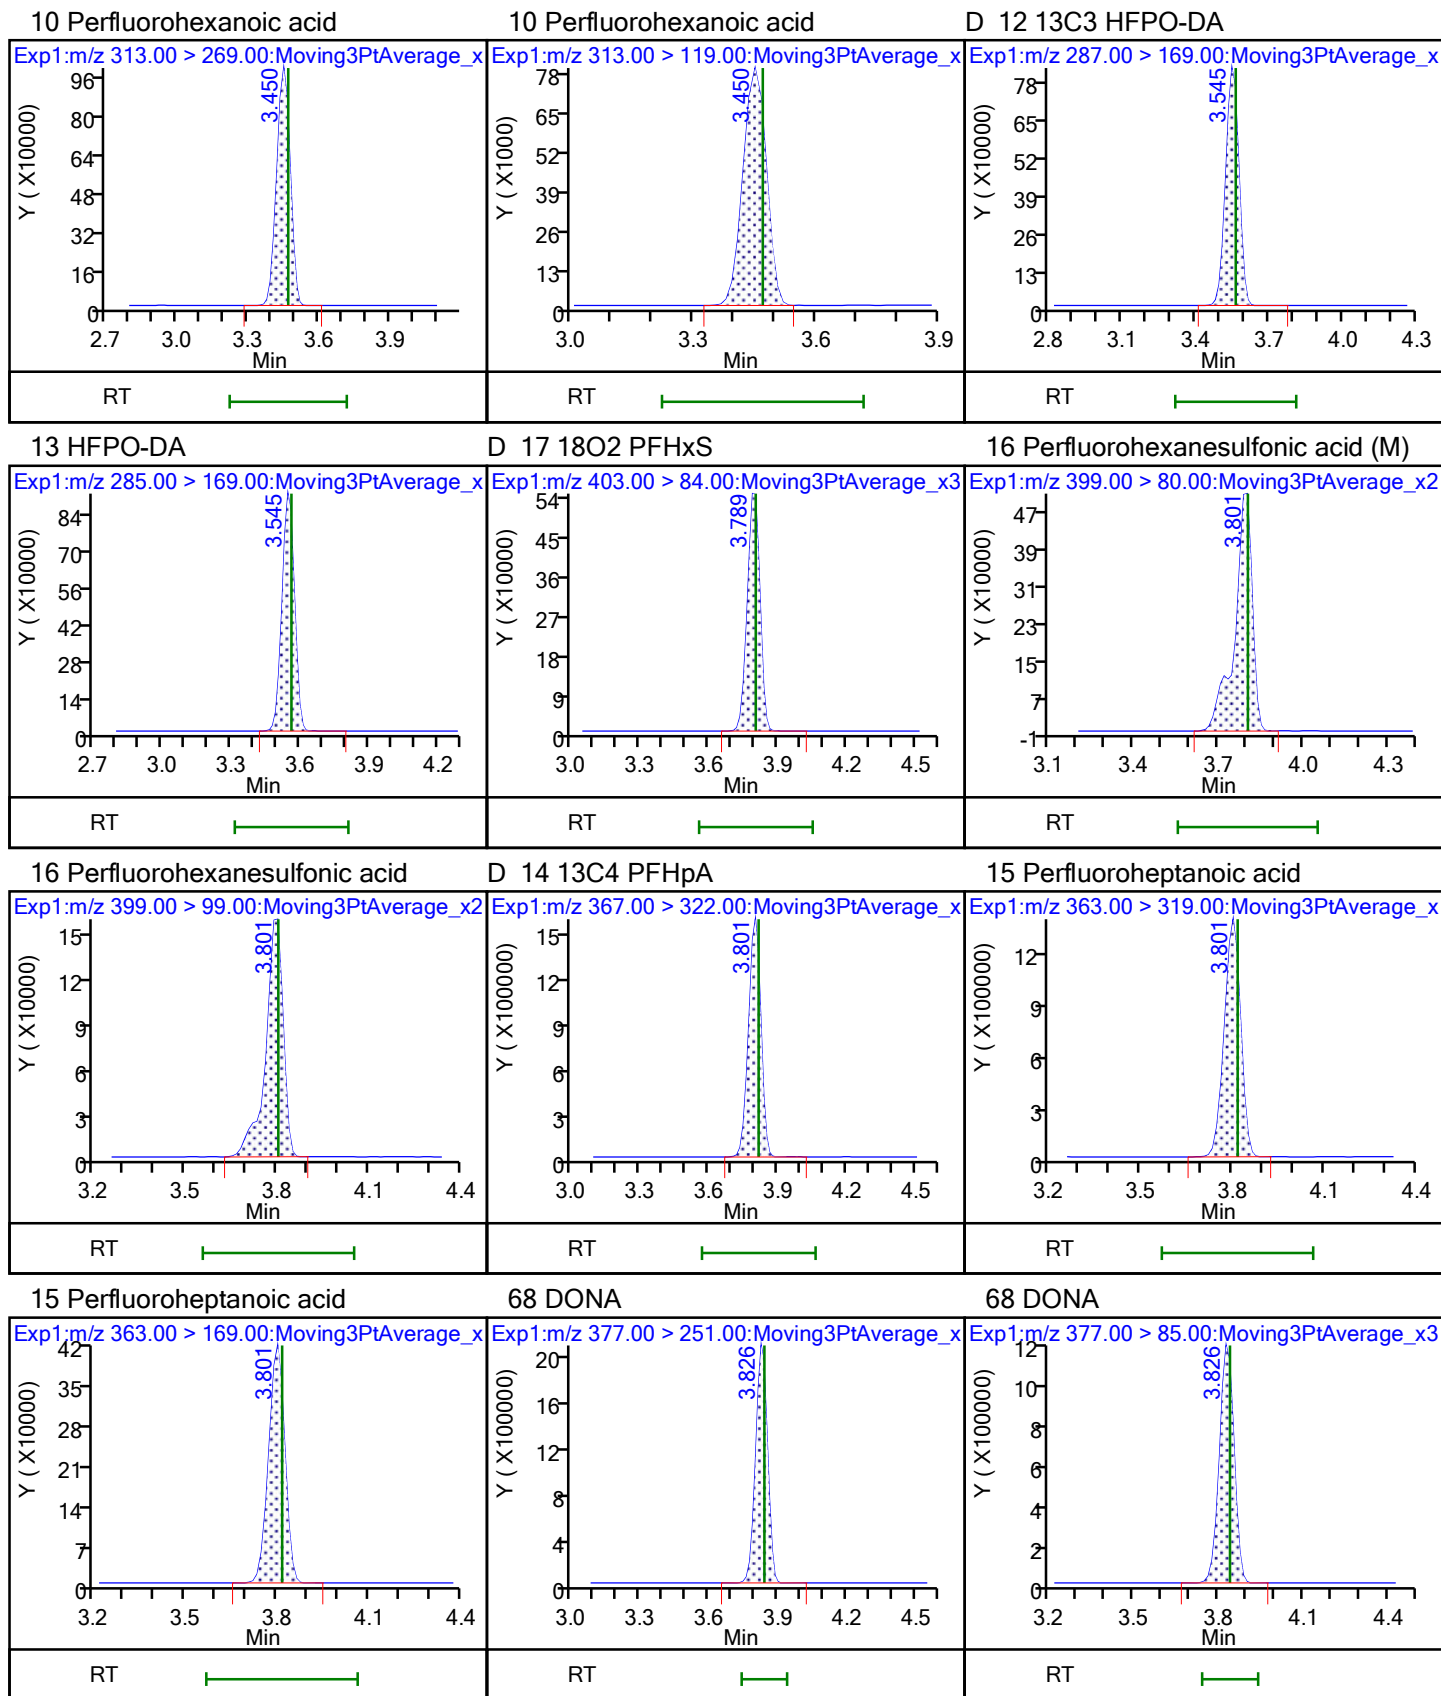 10 Perfluorohexanoic acid
Exp1:m/z 313.00 > 269.00:Moving3PtAverage_x
3.450
Y ( X10000)
96
80
64
48
32
16
0
2.7 3.0 3.3 3.6 3.9
Min
RT
10 Perfluorohexanoic acid
Exp1:m/z 313.00 > 119.00:Moving3PtAverage_x
3.450
Y ( X1000)
78
65
52
39
26
13
0
3.0 3.3 3.6 3.9
Min
RT
D 12 13C3 HFPO-DA
Exp1:m/z 287.00 > 169.00:Moving3PtAverage_x
3.545
Y ( X10000)
78
65
52
39
26
13
0
2.8 3.1 3.4 3.7 4.0 4.3
Min
RT
13 HFPO-DA
Exp1:m/z 285.00 > 169.00:Moving3PtAverage_x
3.545
Y ( X10000)
84
70
56
42
28
14
0
2.7 3.0 3.3 3.6 3.9 4.2
Min
RT
D 17 18O2 PFHxS
Exp1:m/z 403.00 > 84.00:Moving3PtAverage_x3
3.789
Y ( X10000)
54
45
36
27
18
9
0
3.0 3.3 3.6 3.9 4.2 4.5
Min
RT
16 Perfluorohexanesulfonic acid (M)
Exp1:m/z 399.00 > 80.00:Moving3PtAverage_x2
3.801
Y ( X10000)
47
39
31
23
15
7
-1
3.1 3.4 3.7 4.0 4.3
Min
RT
16 Perfluorohexanesulfonic acid
Exp1:m/z 399.00 > 99.00:Moving3PtAverage_x2
3.801
Y ( X10000)
15
12
9
6
3
0
3.2 3.5 3.8 4.1 4.4
Min
RT
D 14 13C4 PFHpA
Exp1:m/z 367.00 > 322.00:Moving3PtAverage_x
3.801
Y ( X100000)
15
12
9
6
3
0
3.0 3.3 3.6 3.9 4.2 4.5
Min
RT
15 Perfluoroheptanoic acid
Exp1:m/z 363.00 > 319.00:Moving3PtAverage_x
3.801
Y ( X100000)
12
9
6
3
0
3.2 3.5 3.8 4.1 4.4
Min
RT
15 Perfluoroheptanoic acid
Exp1:m/z 363.00 > 169.00:Moving3PtAverage_x
3.801
Y ( X10000)
42
35
28
21
14
7
0
3.2 3.5 3.8 4.1 4.4
Min
RT
68 DONA
Exp1:m/z 377.00 > 251.00:Moving3PtAverage_x
3.826
Y ( X100000)
20
16
12
8
4
0
3.0 3.3 3.6 3.9 4.2 4.5
Min
RT
68 DONA
Exp1:m/z 377.00 > 85.00:Moving3PtAverage_x3
3.826
Y ( X100000)
12
10
8
6
4
2
0
3.2 3.5 3.8 4.1 4.4
Min
RT